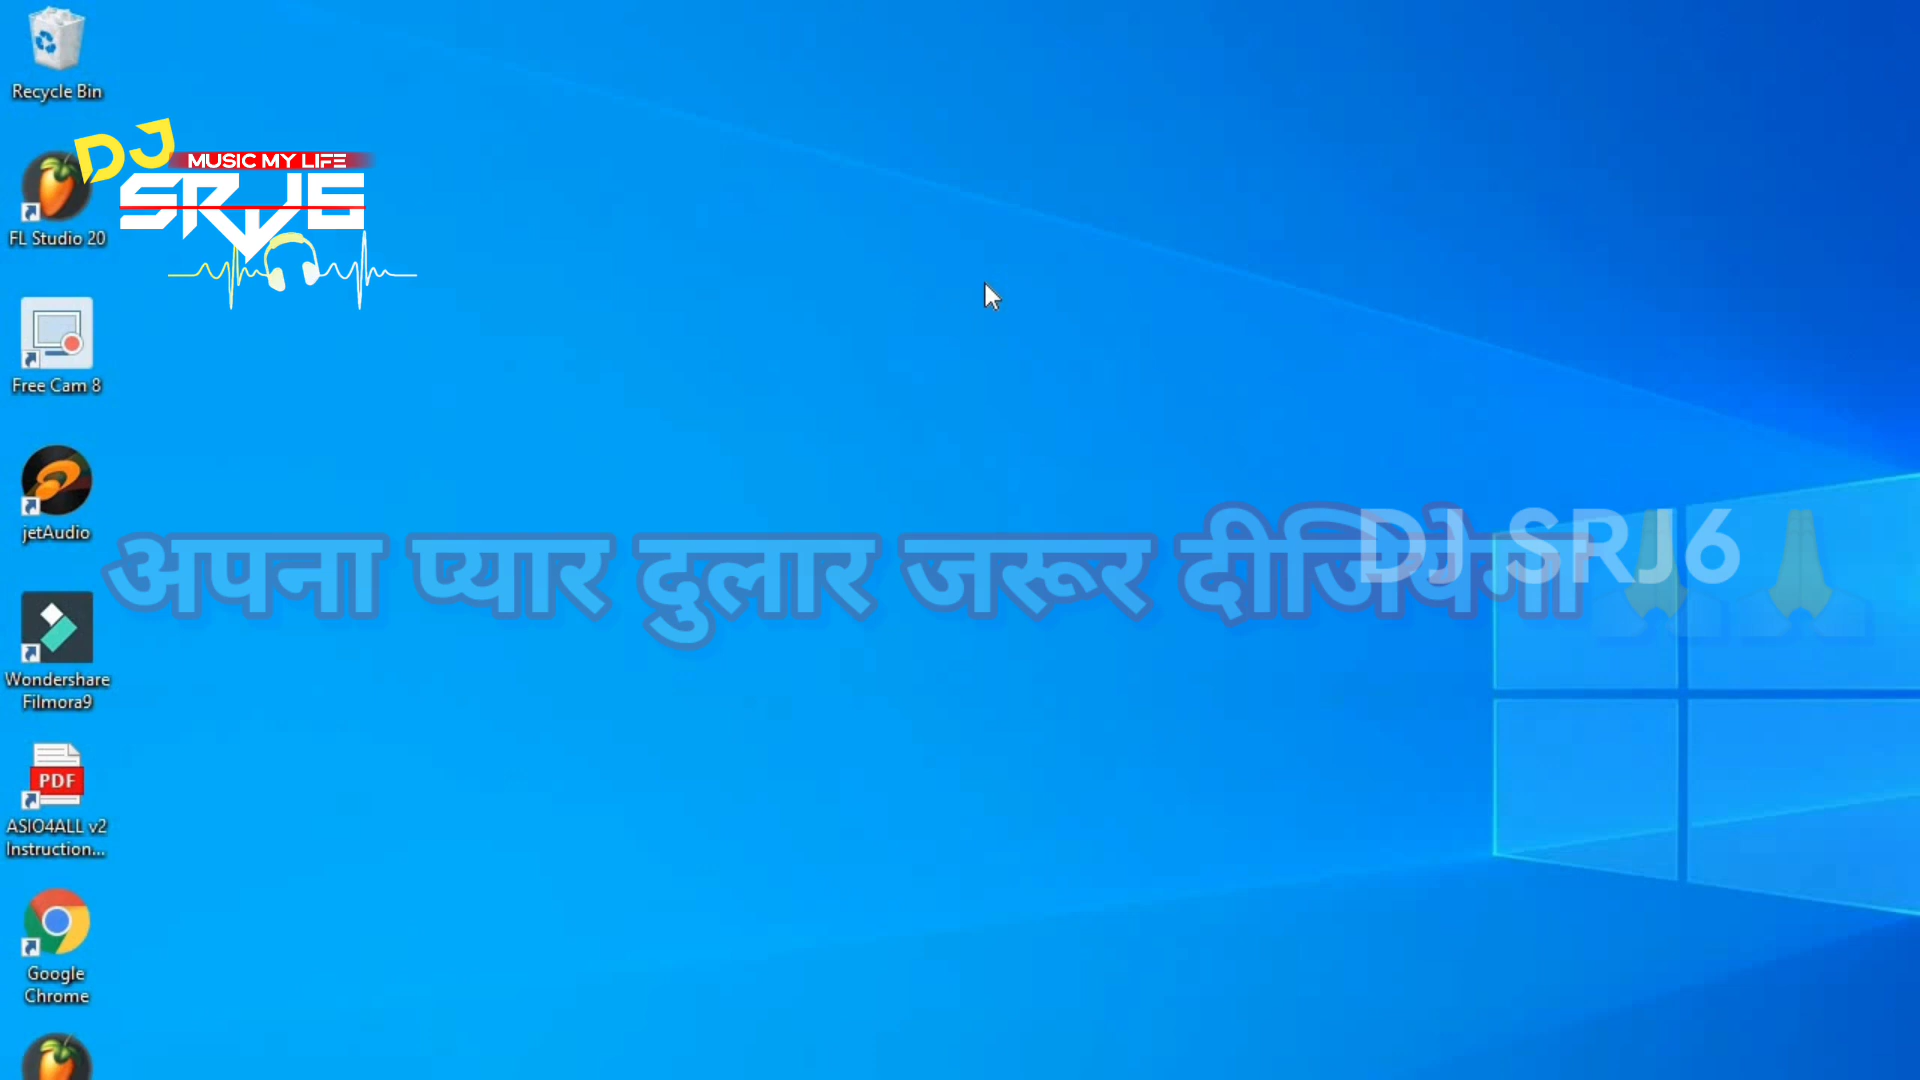 Recycle Bin
DJ
MUSIC MY LIFE
SRJ6
FL Studio 20
Free Cam 8
jetAudio
अपना प्यार दुलार जरूर दीजियेगा 🙏🙏
DJ SRJ6
Wondershare
Filmora9
PDF
ASIO4ALL v2
Instruction...
Google
Chrome